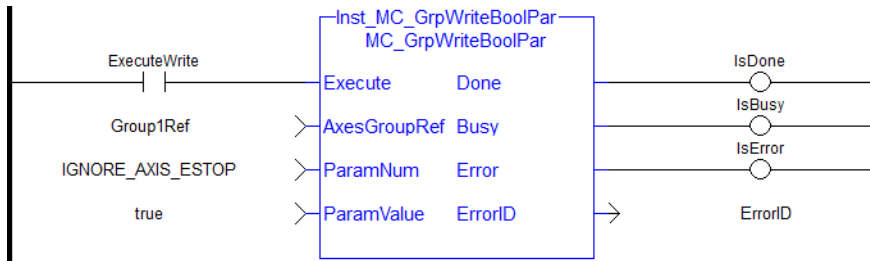 Inst_MC_GrpWriteBoolPar
MC_GrpWriteBoolPar
ExecuteWrite
Execute Done
IsDone
Group1Ref
AxesGroupRef Busy
IsBusy
IGNORE_AXIS_ESTOP
ParamNum Error
IsError
true
ParamValue ErrorID
ErrorID